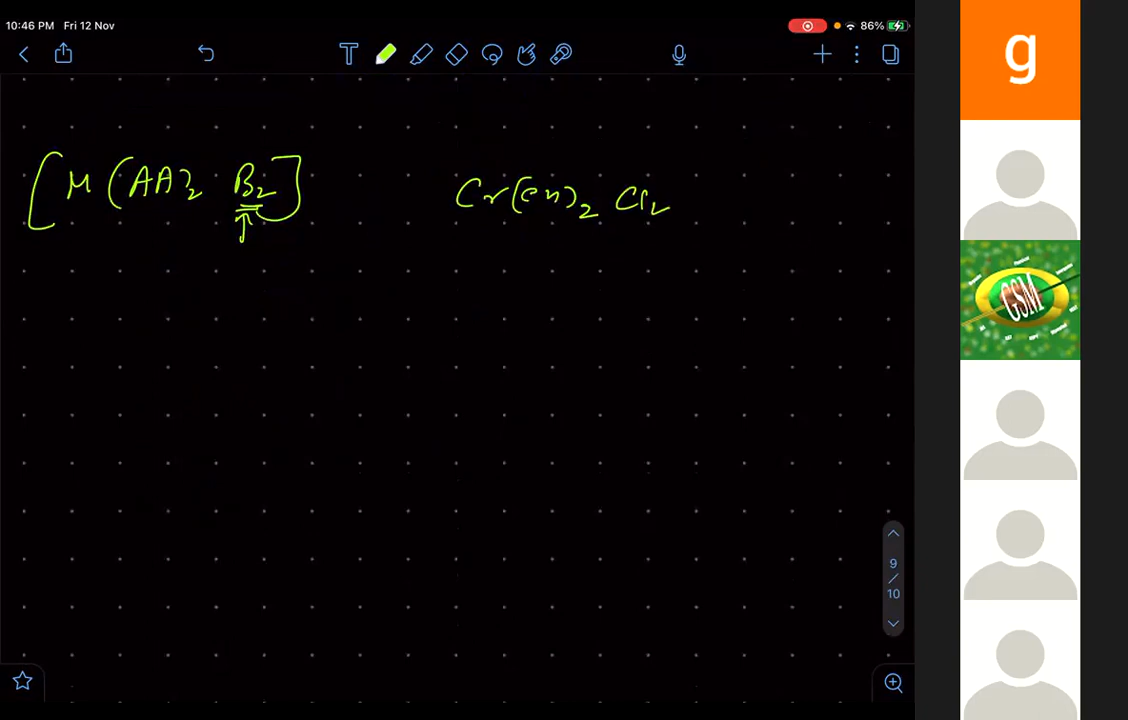 10:46 PM Fri 12 Nov
86%
g
[M(AA)2 B2]
Cr(en)2 Cl2
GSM
9
/
10